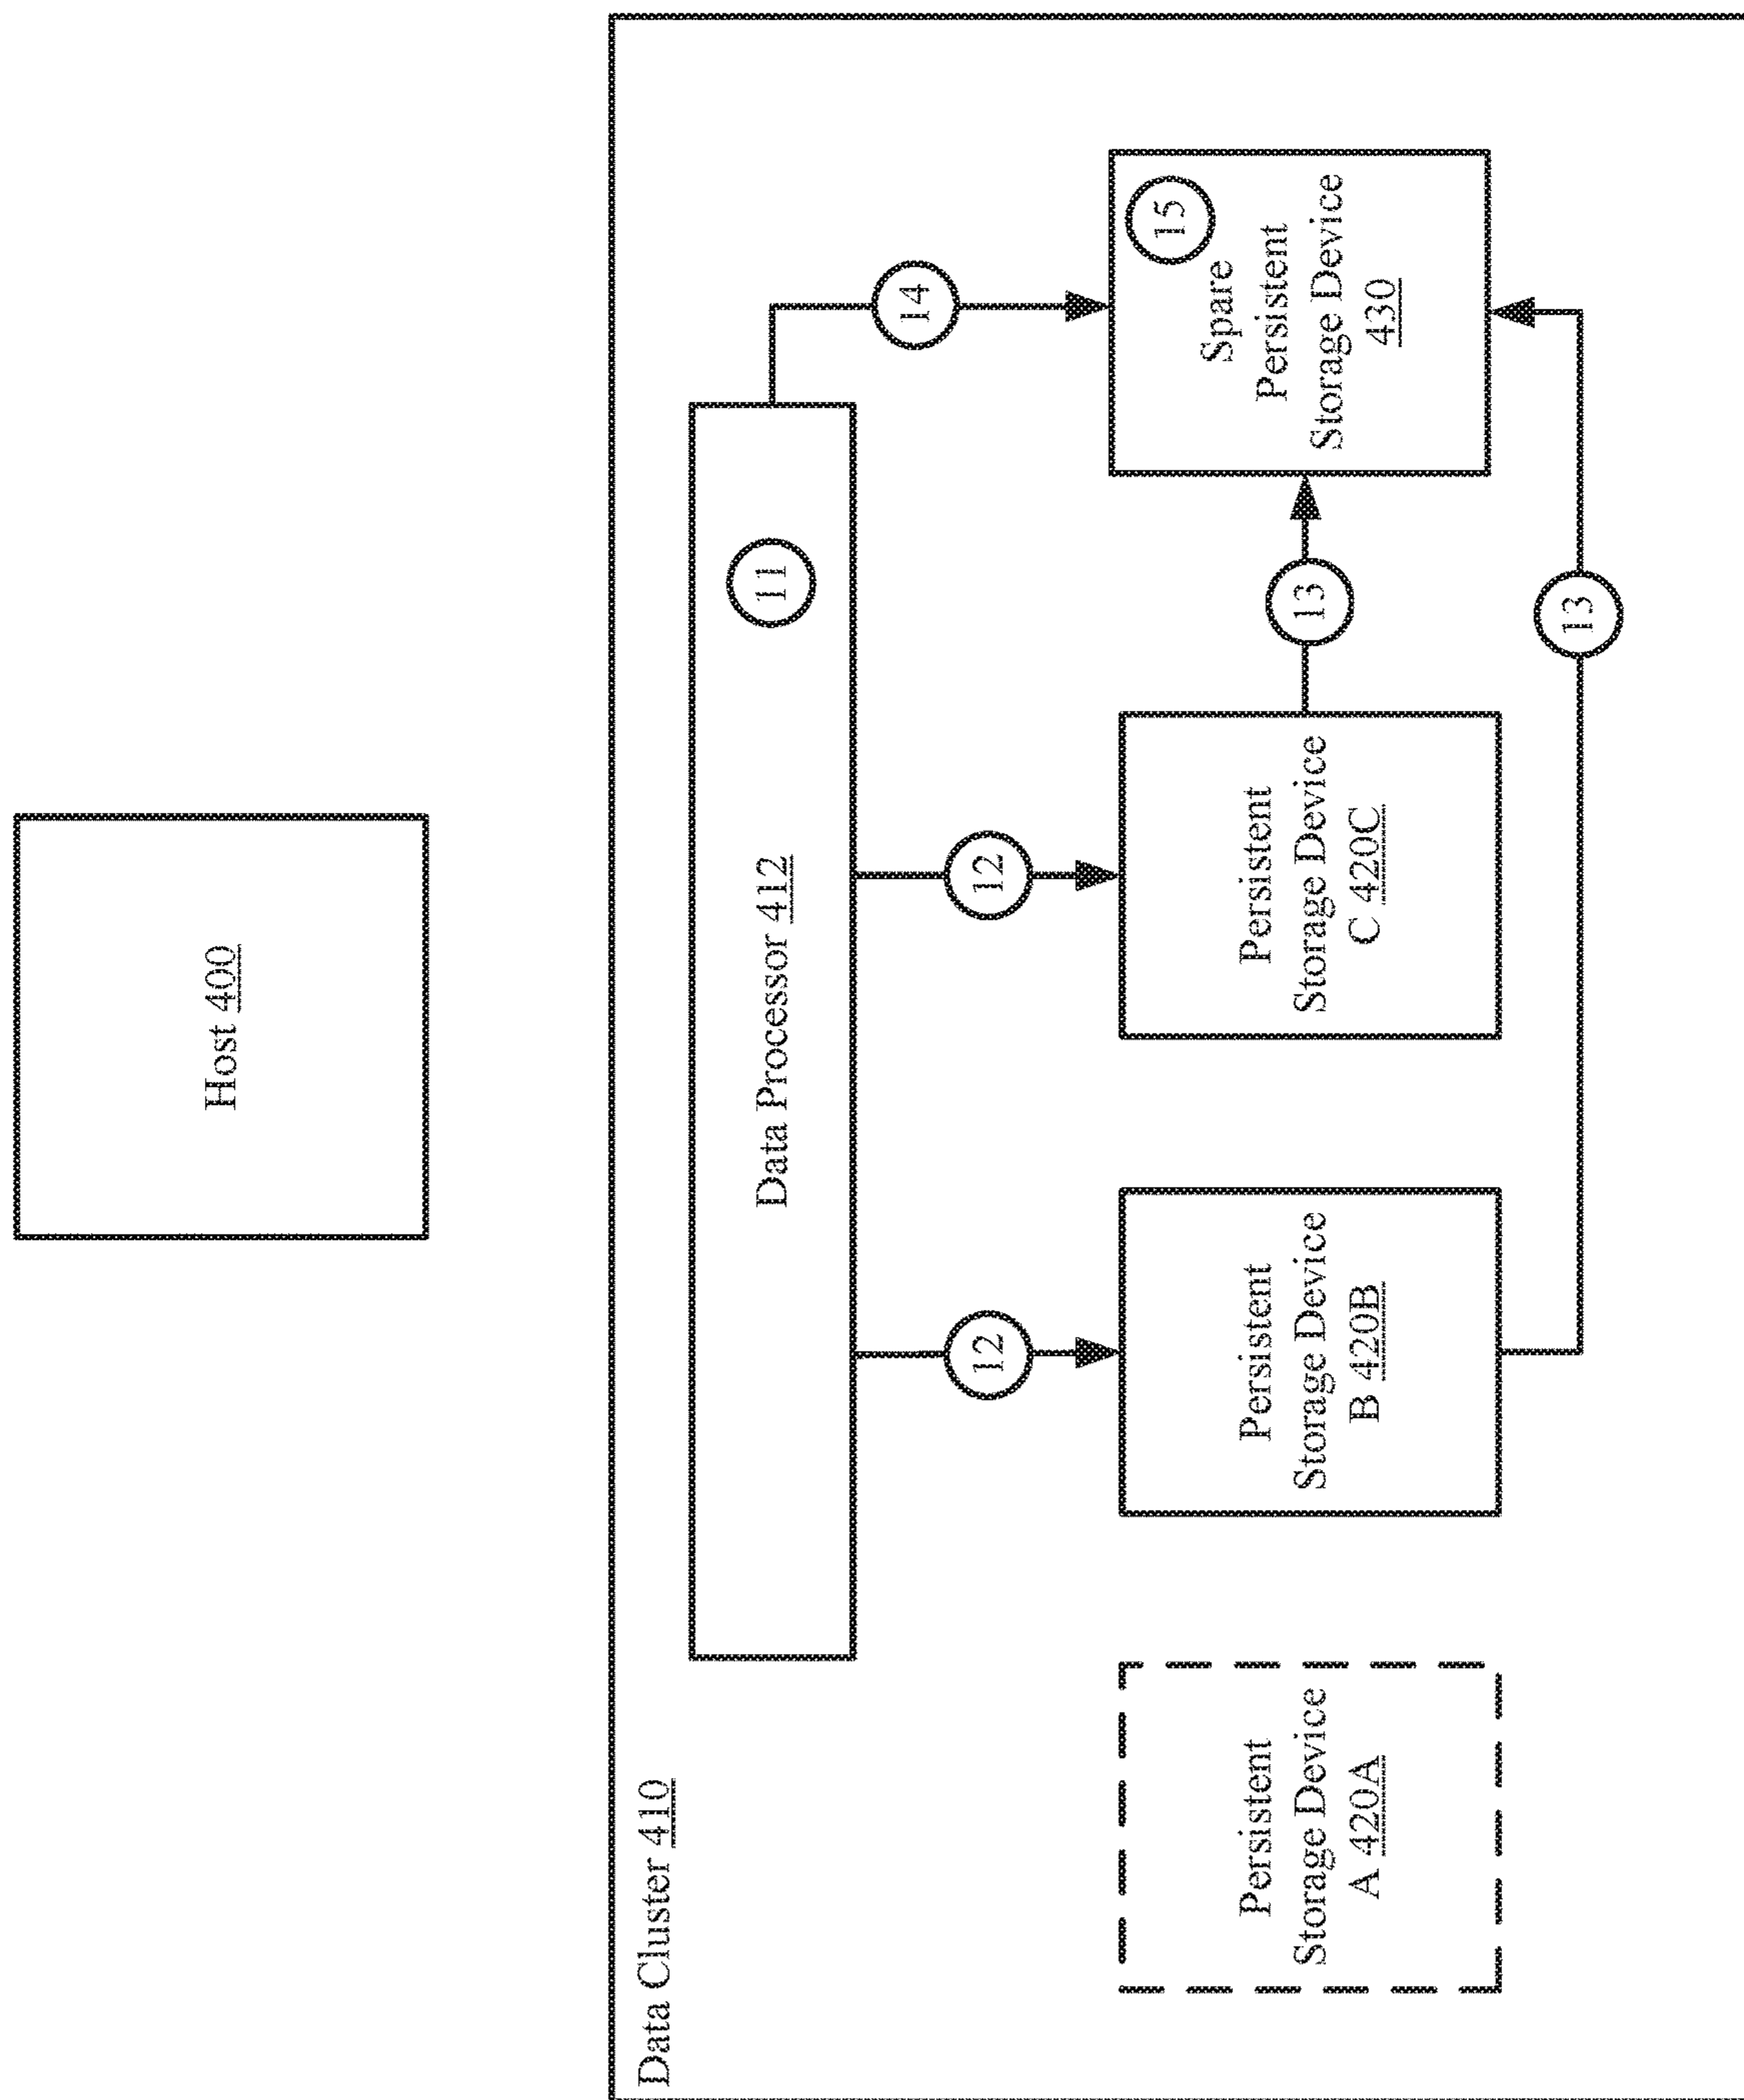 Host 400
Data Cluster 410
Data Processor 412
11
12
12
14
Persistent
Storage Device
A 420A
Persistent
Storage Device
B 420B
Persistent
Storage Device
C 420C
13
15
Spare
Persistent
Storage Device
430
13